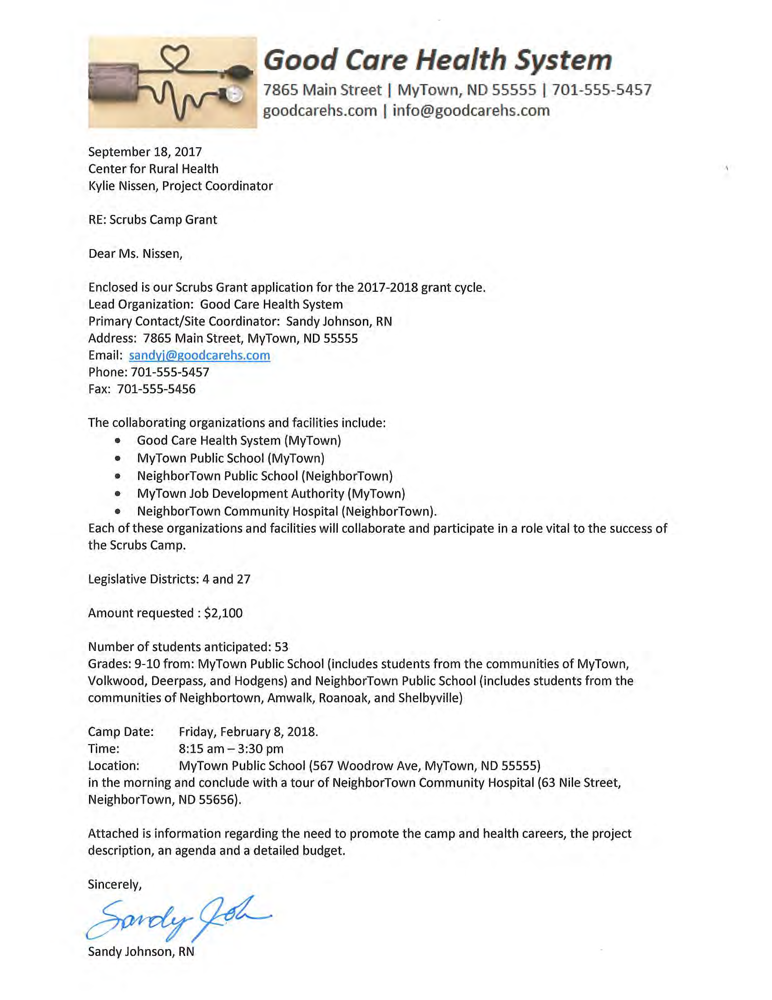 Good Care Health System
7865 Main Street | MyTown, ND 55555 | 701-555-5457
goodcarehs.com | info@goodcarehs.com
September 18, 2017
Center for Rural Health
Kylie Nissen, Project Coordinator
RE: Scrubs Camp Grant
Dear Ms. Nissen,
Enclosed is our Scrubs Grant application for the 2017-2018 grant cycle.
Lead Organization: Good Care Health System
Primary Contact/Site Coordinator: Sandy Johnson, RN
Address: 7865 Main Street, MyTown, ND 55555
Email: sandyj@goodcarehs.com
Phone: 701-555-5457
Fax: 701-555-5456
The collaborating organizations and facilities include:
• Good Care Health System (MyTown)
• MyTown Public School (MyTown)
• NeighborTown Public School (NeighborTown)
• MyTown Job Development Authority (MyTown)
• NeighborTown Community Hospital (NeighborTown).
Each of these organizations and facilities will collaborate and participate in a role vital to the success of
the Scrubs Camp.
Legislative Districts: 4 and 27
Amount requested : $2,100
Number of students anticipated: 53
Grades: 9-10 from: MyTown Public School (includes students from the communities of MyTown,
Volkwood, Deerpass, and Hodgens) and NeighborTown Public School (includes students from the
communities of Neighbortown, Amwalk, Roanoak, and Shelbyville)
Camp Date: Friday, February 8, 2018.
Time: 8:15 am – 3:30 pm
Location: MyTown Public School (567 Woodrow Ave, MyTown, ND 55555)
in the morning and conclude with a tour of NeighborTown Community Hospital (63 Nile Street,
NeighborTown, ND 55656).
Attached is information regarding the need to promote the camp and health careers, the project
description, an agenda and a detailed budget.
Sincerely,
Sandy Joh
Sandy Johnson, RN